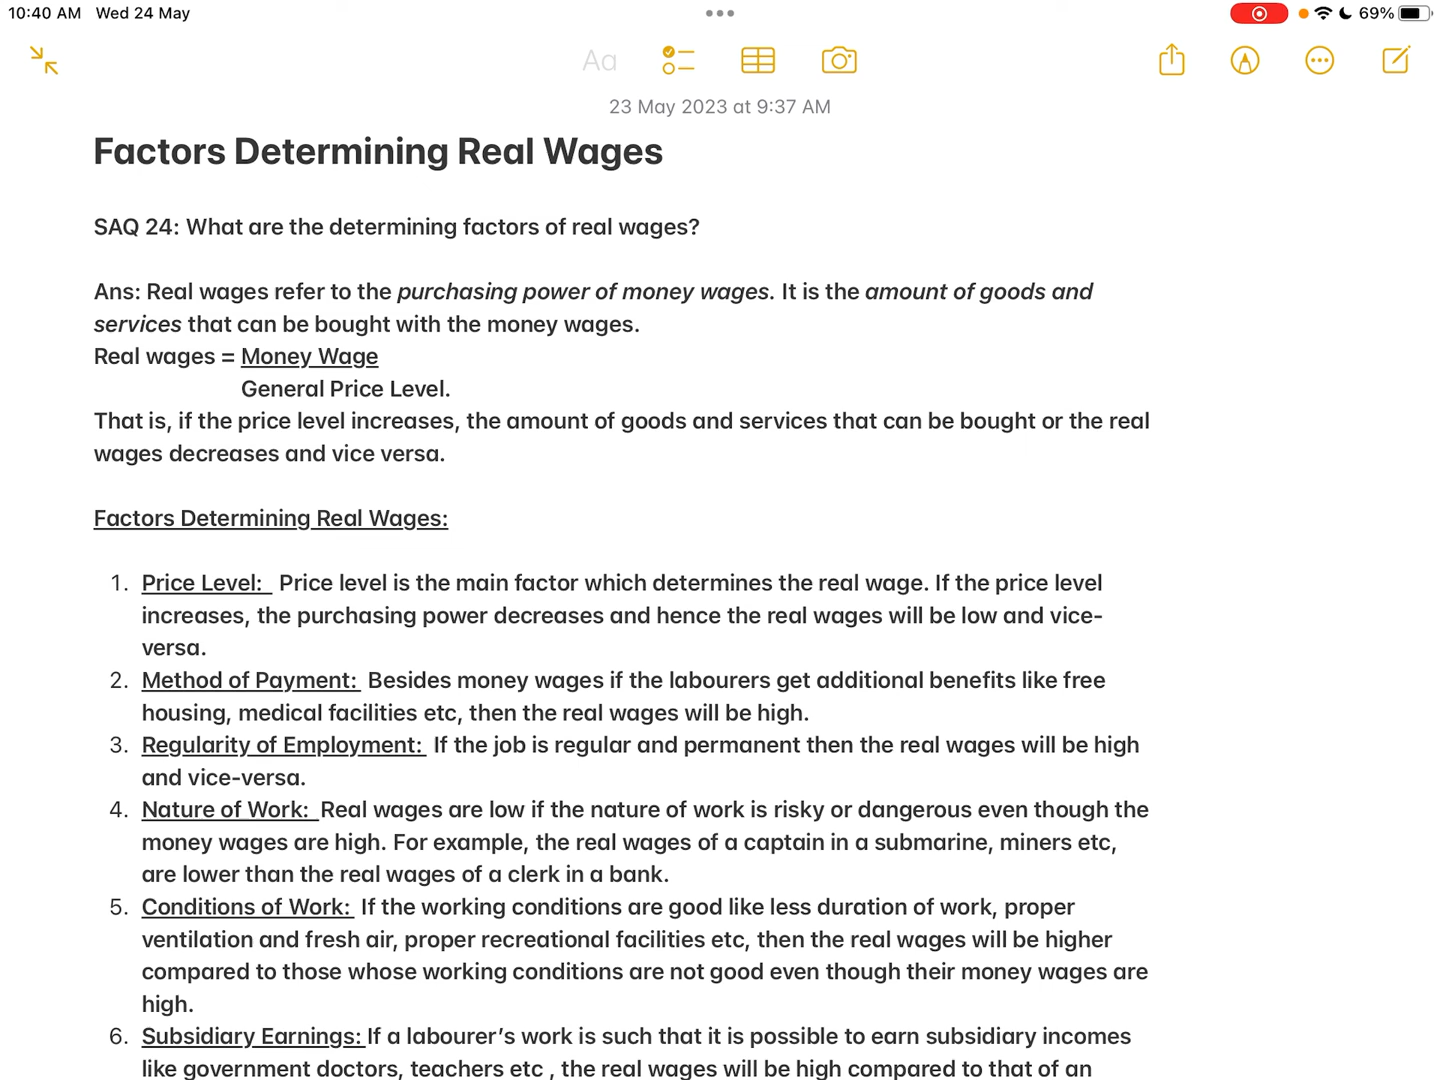 10:40 AM Wed 24 May
69%
Aa
23 May 2023 at 9:37 AM
Factors Determining Real Wages
SAQ 24: What are the determining factors of real wages?
Ans: Real wages refer to the purchasing power of money wages. It is the amount of goods and
services that can be bought with the money wages.
Real wages = Money Wage
General Price Level.
That is, if the price level increases, the amount of goods and services that can be bought or the real
wages decreases and vice versa.
Factors Determining Real Wages:
1. Price Level: Price level is the main factor which determines the real wage. If the price level
increases, the purchasing power decreases and hence the real wages will be low and vice-
versa.
2. Method of Payment: Besides money wages if the labourers get additional benefits like free
housing, medical facilities etc, then the real wages will be high.
3. Regularity of Employment: If the job is regular and permanent then the real wages will be high
and vice-versa.
4. Nature of Work: Real wages are low if the nature of work is risky or dangerous even though the
money wages are high. For example, the real wages of a captain in a submarine, miners etc,
are lower than the real wages of a clerk in a bank.
5. Conditions of Work: If the working conditions are good like less duration of work, proper
ventilation and fresh air, proper recreational facilities etc, then the real wages will be higher
compared to those whose working conditions are not good even though their money wages are
high.
6. Subsidiary Earnings: If a labourer's work is such that it is possible to earn subsidiary incomes
like government doctors, teachers etc , the real wages will be high compared to that of an